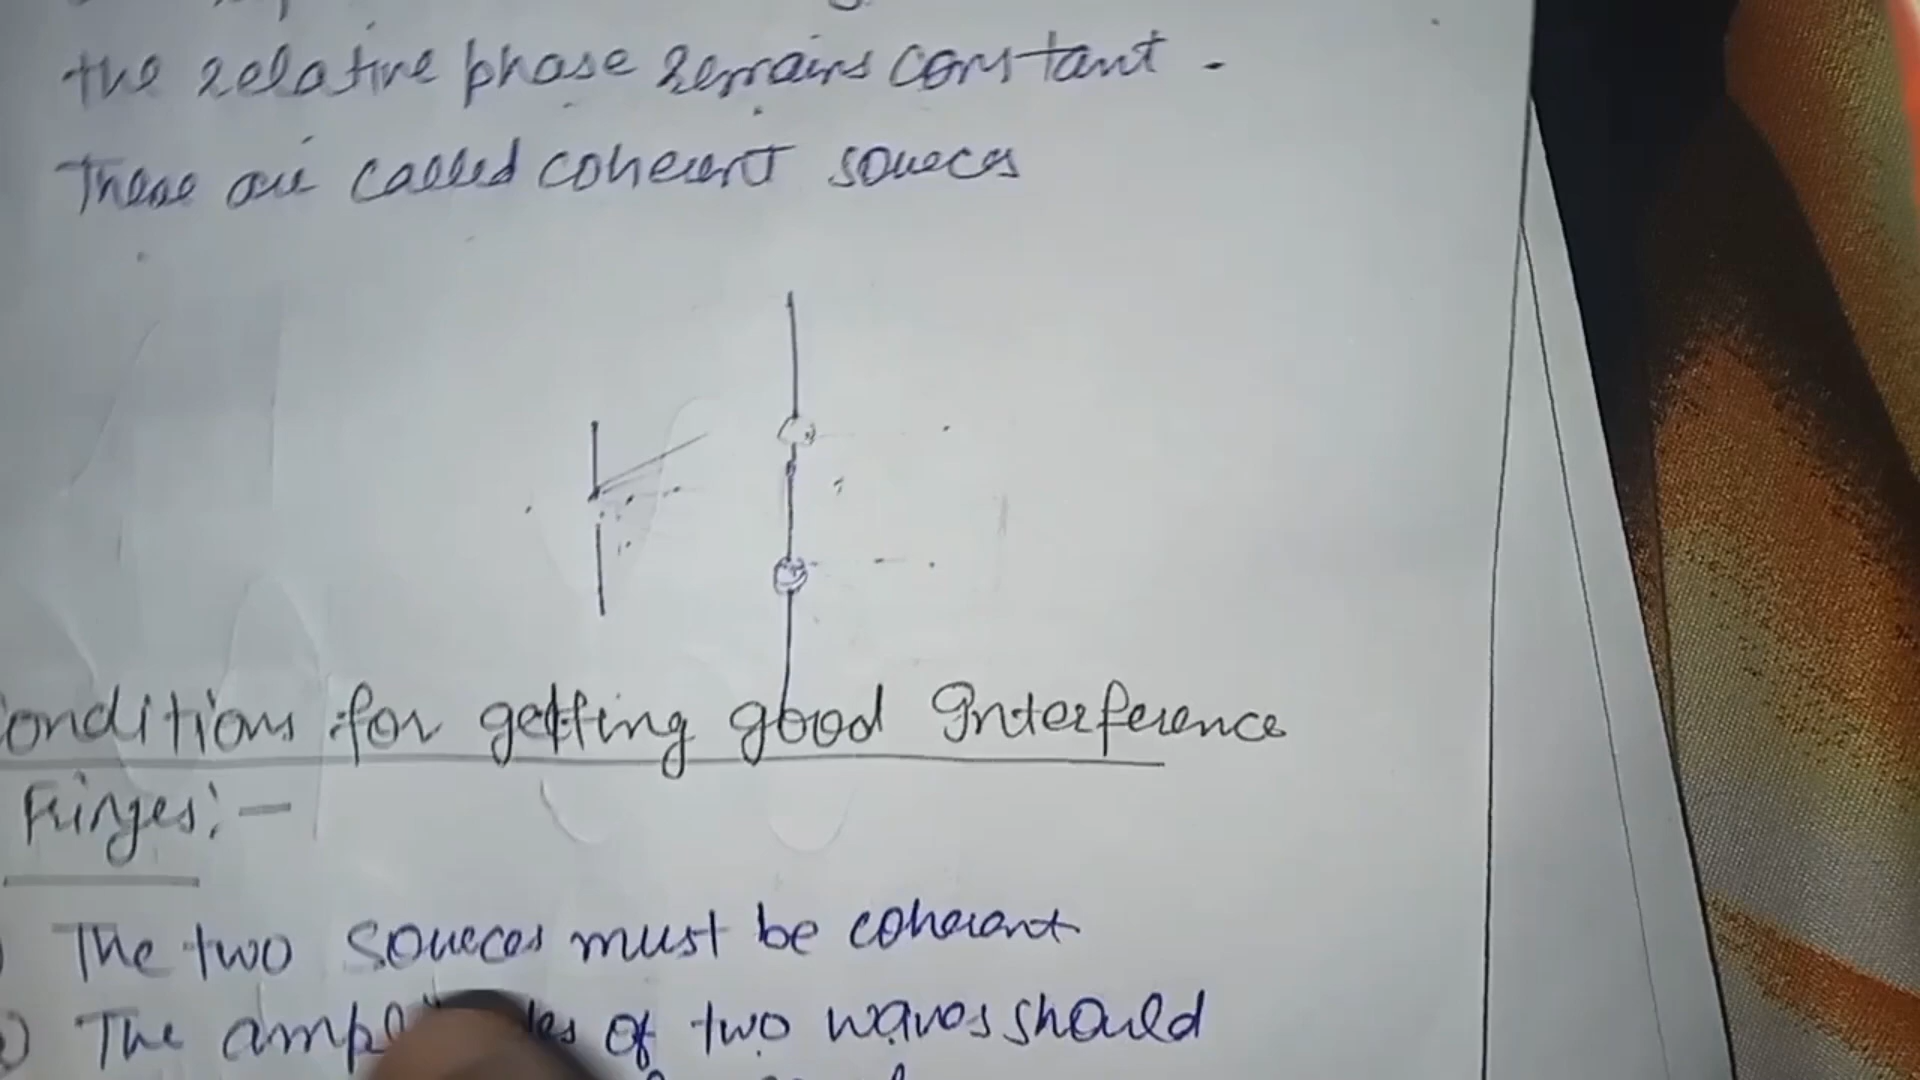 the relative phase remains constant.
These are called coherent sources
Conditions for getting good Interference
Fringes:-
The two sources must be coherent
The amplitudes of two waves should